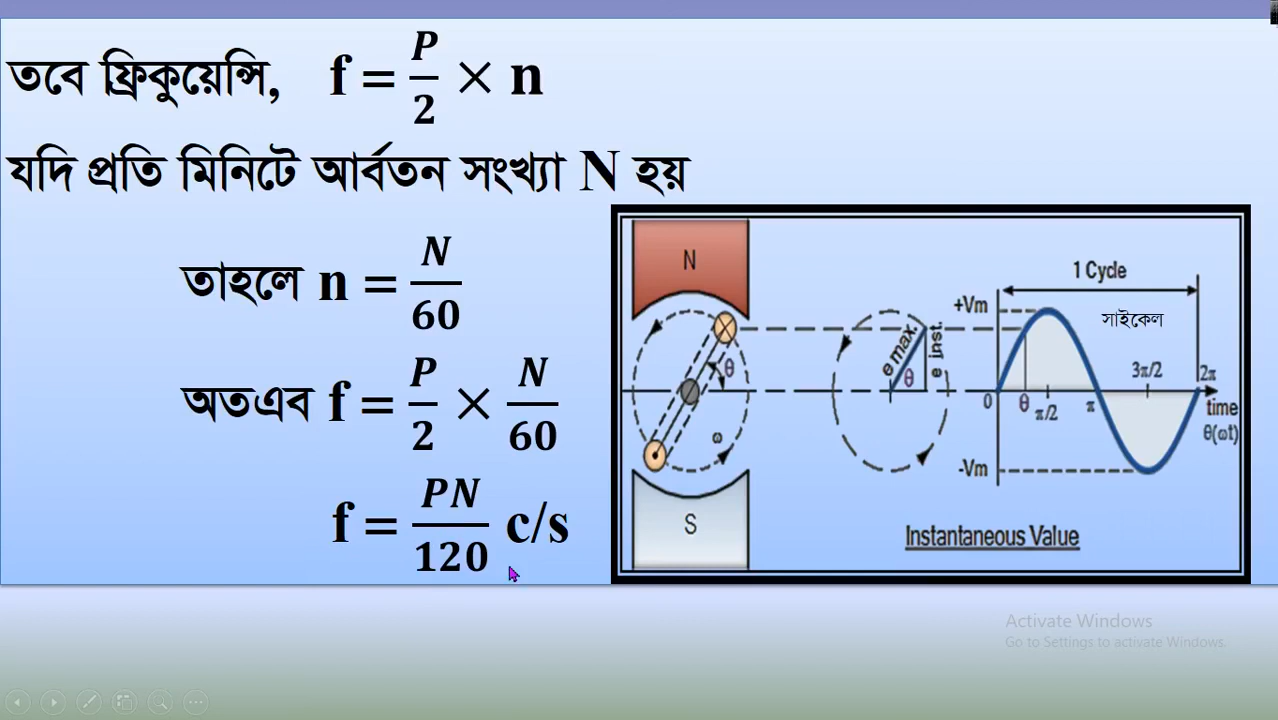 তবে ফ্রিকুয়েন্সি, f = P/2 × n
যদি প্রতি মিনিটে আর্বতন সংখ্যা N হয়
তাহলে n = N/60
অতএব f = P/2 × N/60
f = PN/120 c/s
N
θ
ω
S
e max.
θ
e inst.
1 Cycle
সাইকেল
+Vm
3π/2
2π
0
θ
π/2
π
time
θ(ωt)
-Vm
Instantaneous Value
Activate Windows
Go to Settings to activate Windows.